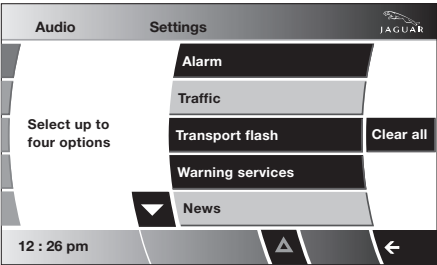 Audio Settings
JAGUAR
Alarm
Traffic
Select up to
four options
Transport flash
Clear all
Warning services
News
12 : 26 pm